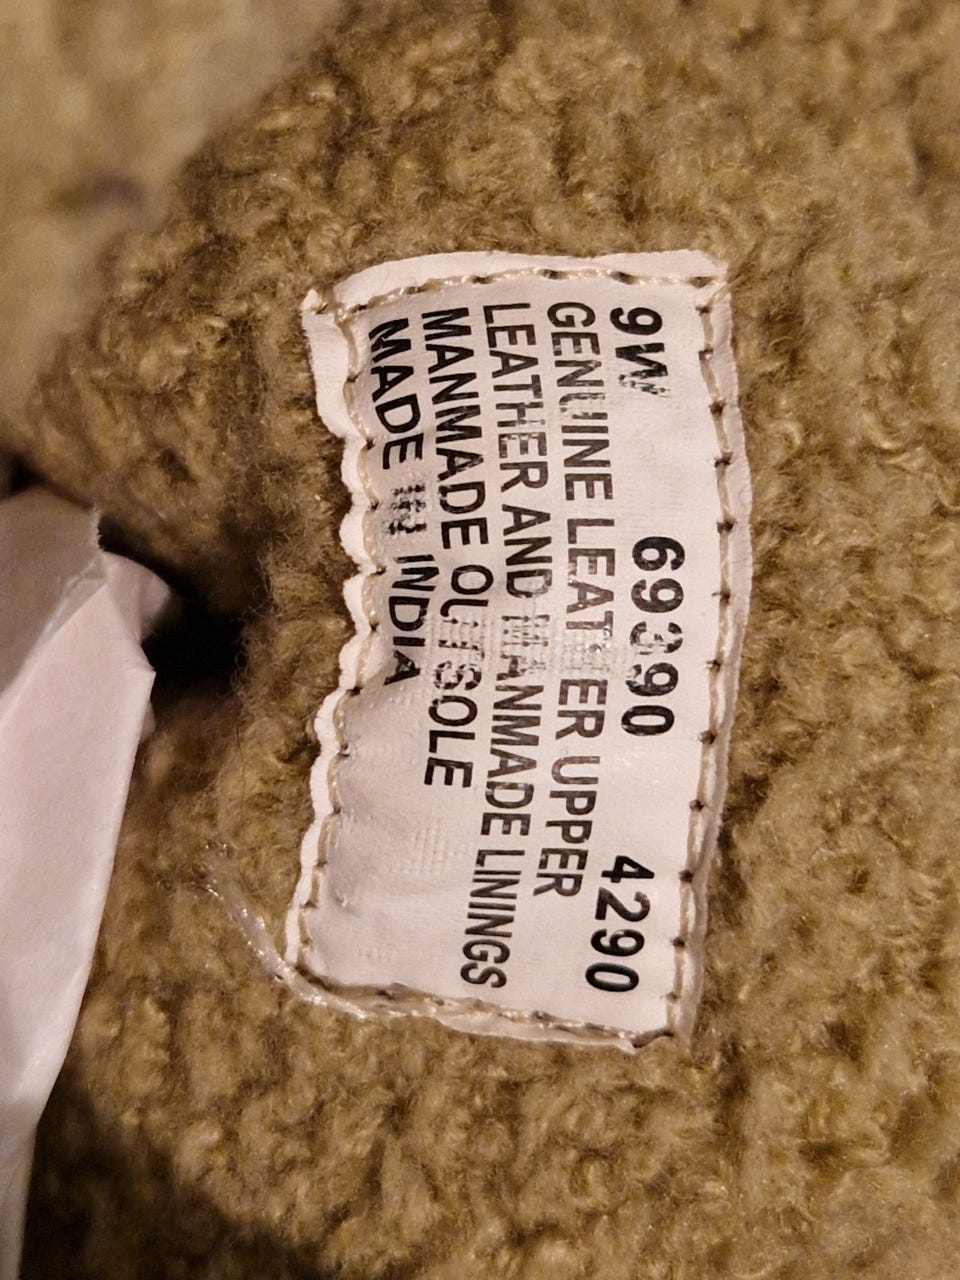 9W 69390 4290
GENUINE LEATHER UPPER
LEATHER AND MANMADE LININGS
MANMADE OUTSOLE
MADE IN INDIA